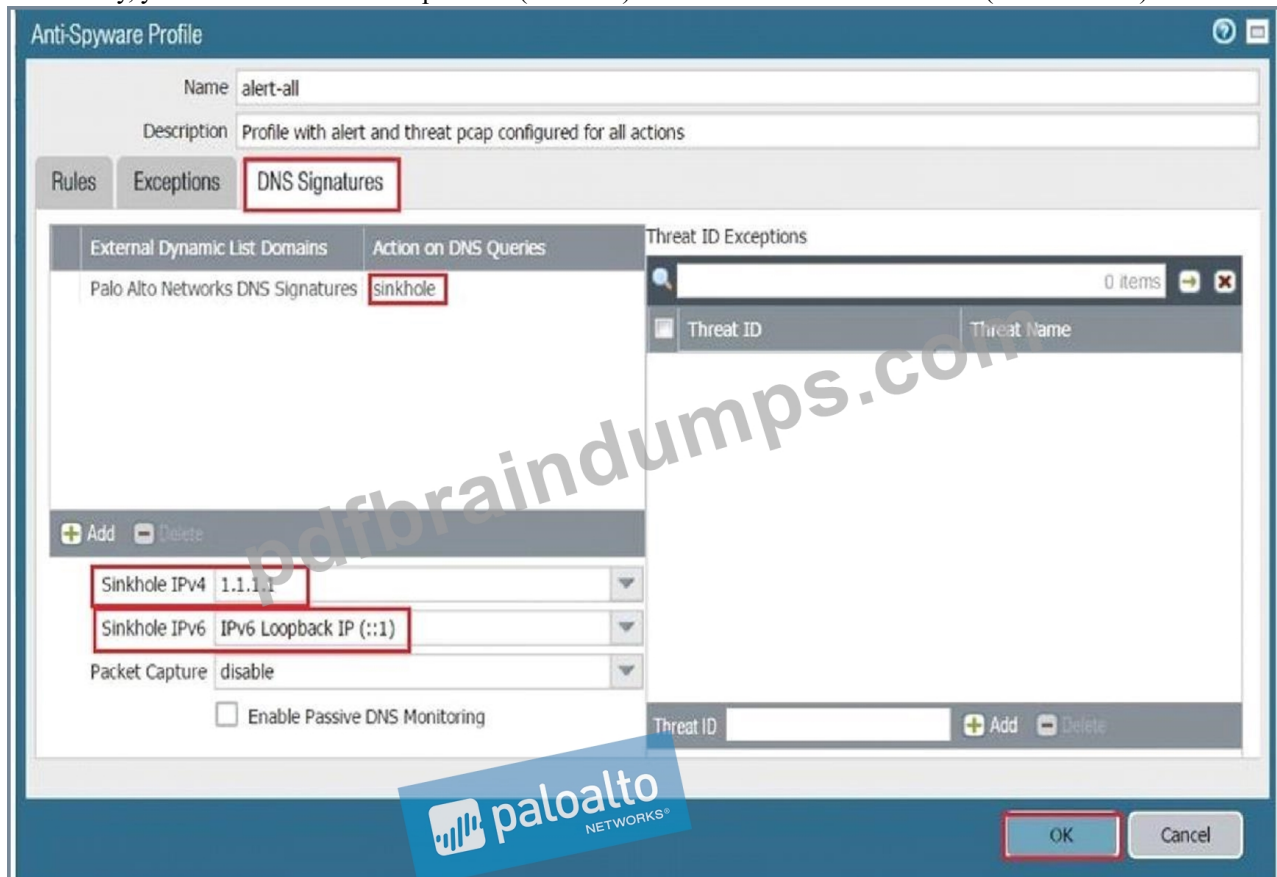 Anti-Spyware Profile
Name alert-all
Description Profile with alert and threat pcap configured for all actions
Rules Exceptions DNS Signatures
External Dynamic List Domains Action on DNS Queries
Palo Alto Networks DNS Signatures sinkhole
Add Delete
Sinkhole IPv4 1.1.1.1
Sinkhole IPv6 IPv6 Loopback IP (::1)
Packet Capture disable
Enable Passive DNS Monitoring
Threat ID Exceptions
0 items
Threat ID Threat Name
Threat ID Add Delete
pdfbraindumps.com
paloalto
NETWORKS®
OK Cancel